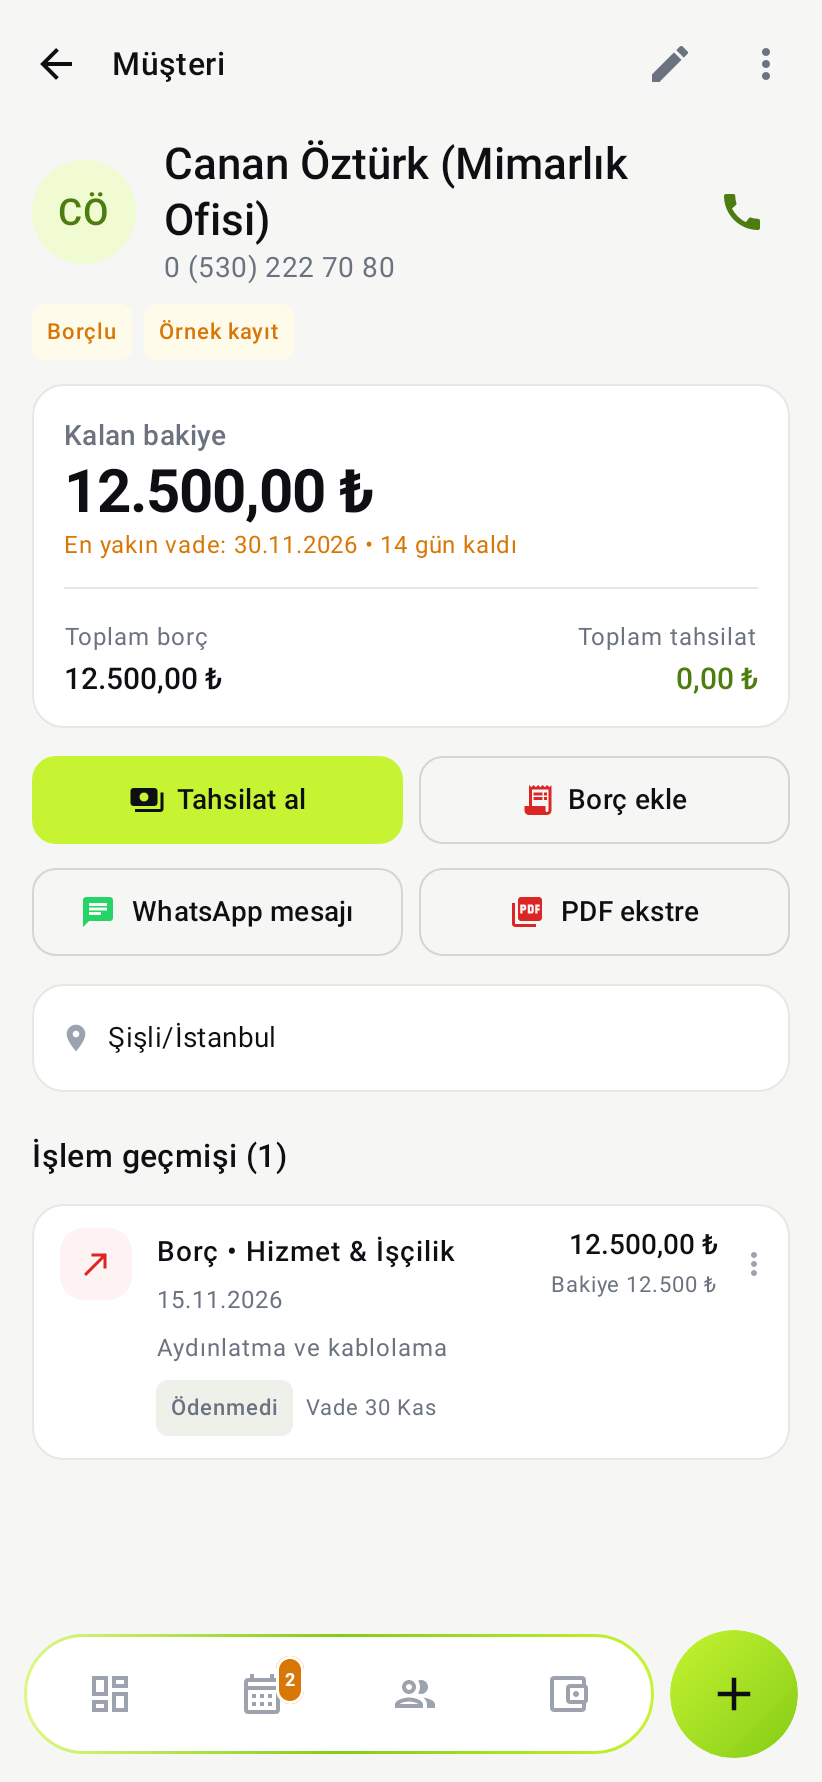 Müşteri
CÖ
Canan Öztürk (Mimarlık
Ofisi)
0 (530) 222 70 80
Borçlu
Örnek kayıt
Kalan bakiye
12.500,00 ₺
En yakın vade: 30.11.2026 • 14 gün kaldı
Toplam borç
Toplam tahsilat
12.500,00 ₺
0,00 ₺
Tahsilat al
Borç ekle
WhatsApp mesajı
PDF
PDF ekstre
Şişli/İstanbul
İşlem geçmişi (1)
Borç • Hizmet & İşçilik
12.500,00 ₺
15.11.2026
Bakiye 12.500 ₺
Aydınlatma ve kablolama
Ödenmedi
Vade 30 Kas
2